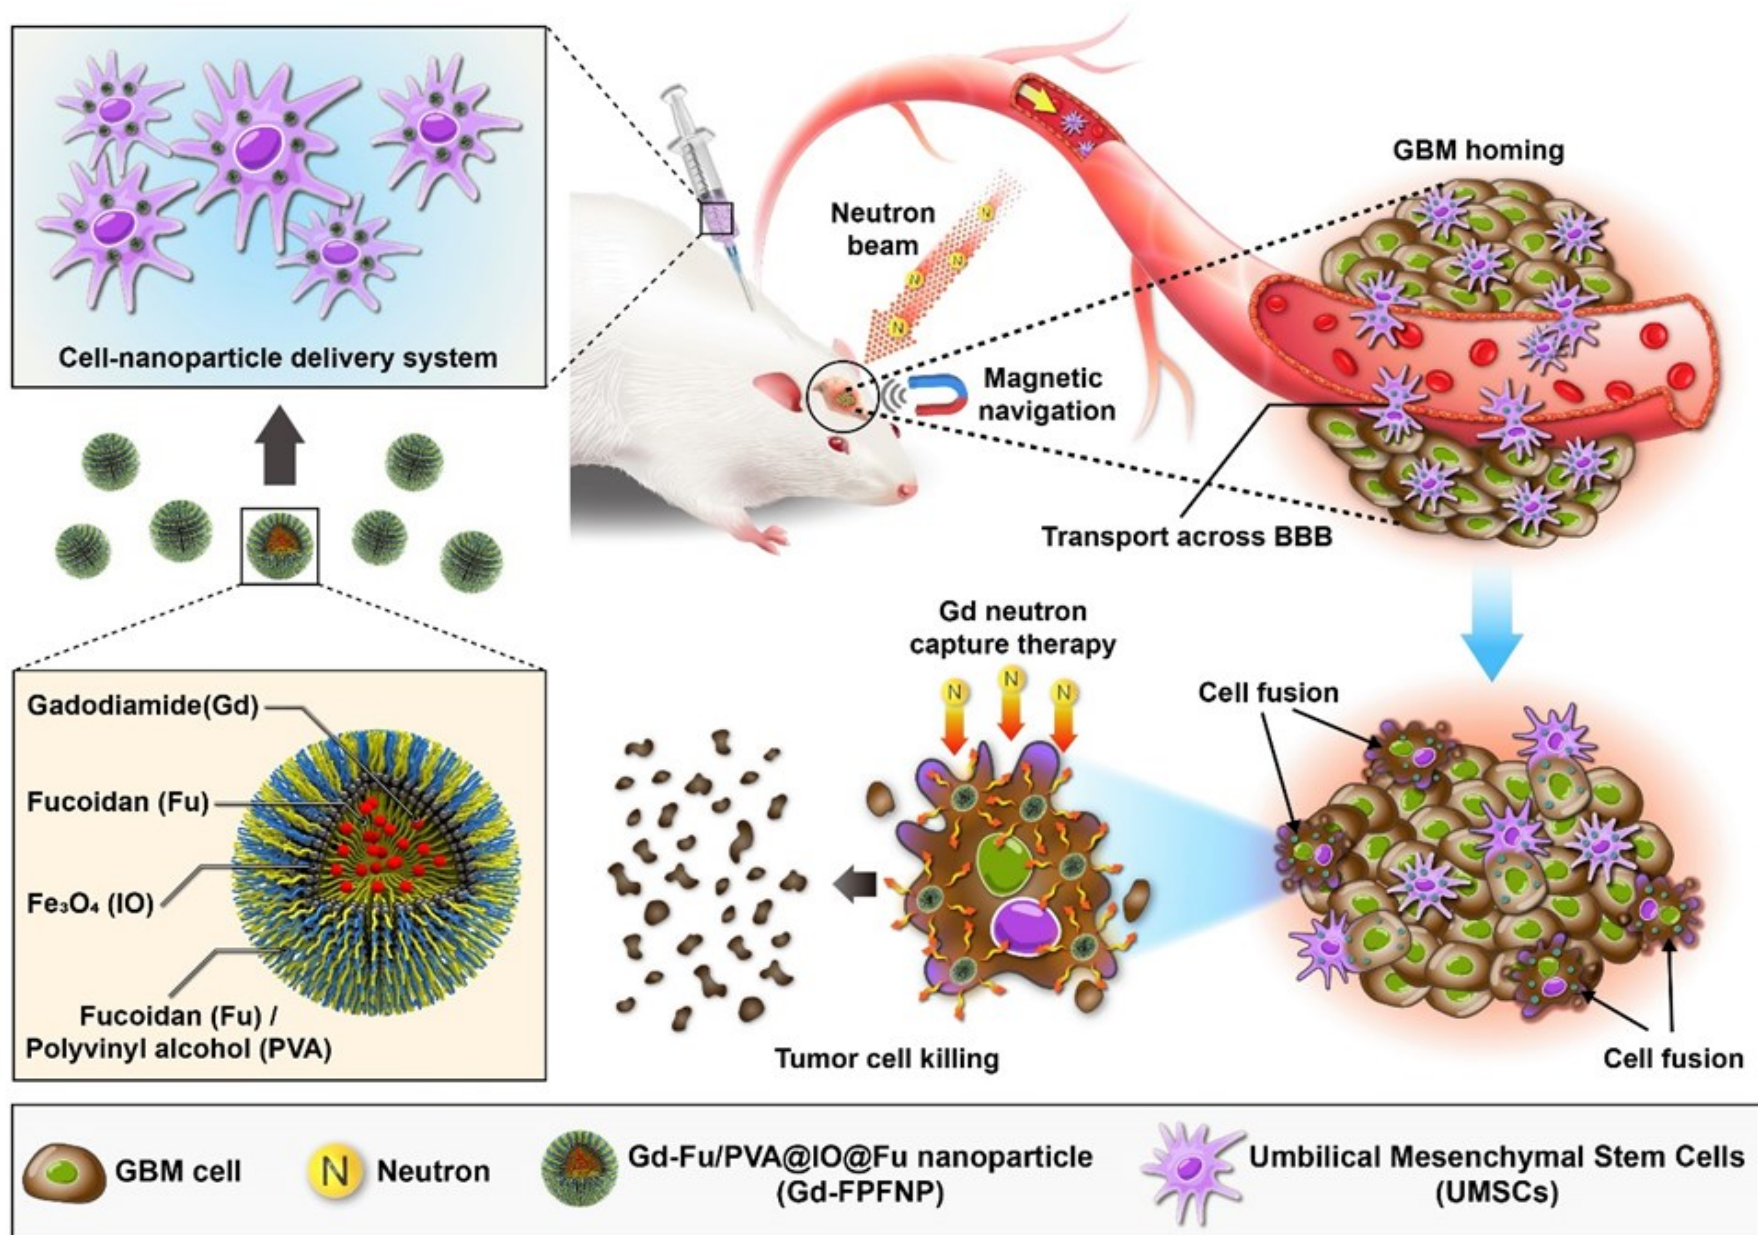 Cell-nanoparticle delivery system
Neutron
beam
N
N
N
N
Magnetic
navigation
GBM homing
Transport across BBB
Gadodiamide(Gd)
Fucoidan (Fu)
Fe₃O₄ (IO)
Fucoidan (Fu) /
Polyvinyl alcohol (PVA)
Gd neutron
capture therapy
N
N
N
Tumor cell killing
Cell fusion
Cell fusion
GBM cell
N
Neutron
Gd-Fu/PVA@IO@Fu nanoparticle
(Gd-FPFNP)
Umbilical Mesenchymal Stem Cells
(UMSCs)